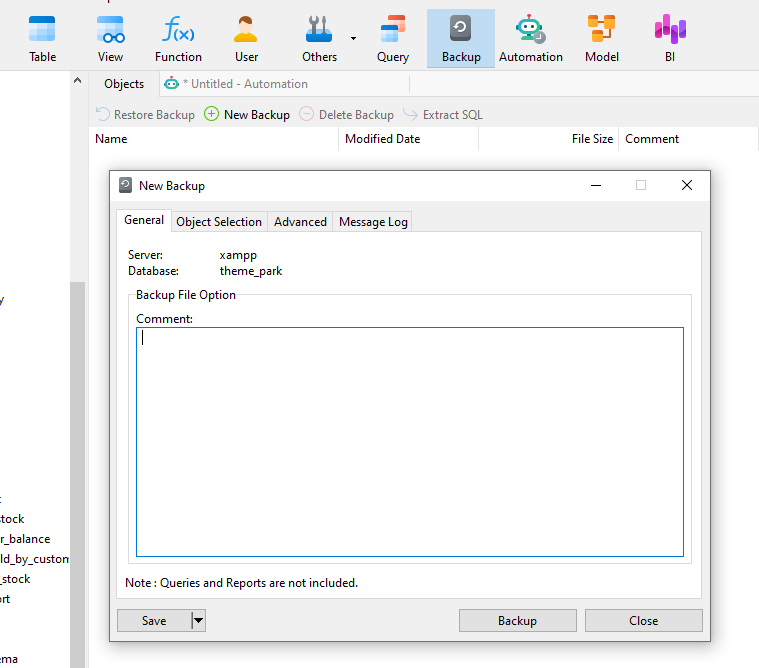 Table View Function User Others Query Backup Automation Model BI
Objects * Untitled - Automation
Restore Backup New Backup Delete Backup Extract SQL
Name Modified Date File Size Comment
New Backup
General Object Selection Advanced Message Log
Server: xampp
Database: theme_park
Backup File Option
Comment:
Note : Queries and Reports are not included.
Save Backup Close
stock
r_balance
ld_by_custom
_stock
rt
ema